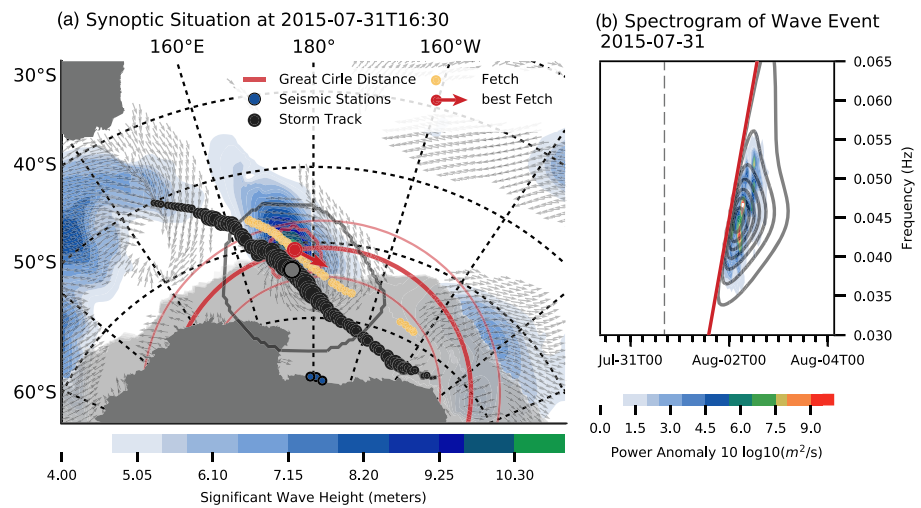 (a) Synoptic Situation at 2015-07-31T16:30
160°E 180° 160°W
30°S
40°S
50°S
60°S
Great Cirle Distance
Seismic Stations
Storm Track
Fetch
best Fetch
4.00 5.05 6.10 7.15 8.20 9.25 10.30
Significant Wave Height (meters)
(b) Spectrogram of Wave Event
2015-07-31
0.065
0.060
0.055
0.050
0.045
0.040
0.035
0.030
Frequency (Hz)
Jul-31T00 Aug-02T00 Aug-04T00
0.0 1.5 3.0 4.5 6.0 7.5 9.0
Power Anomaly 10 log10(m²/s)